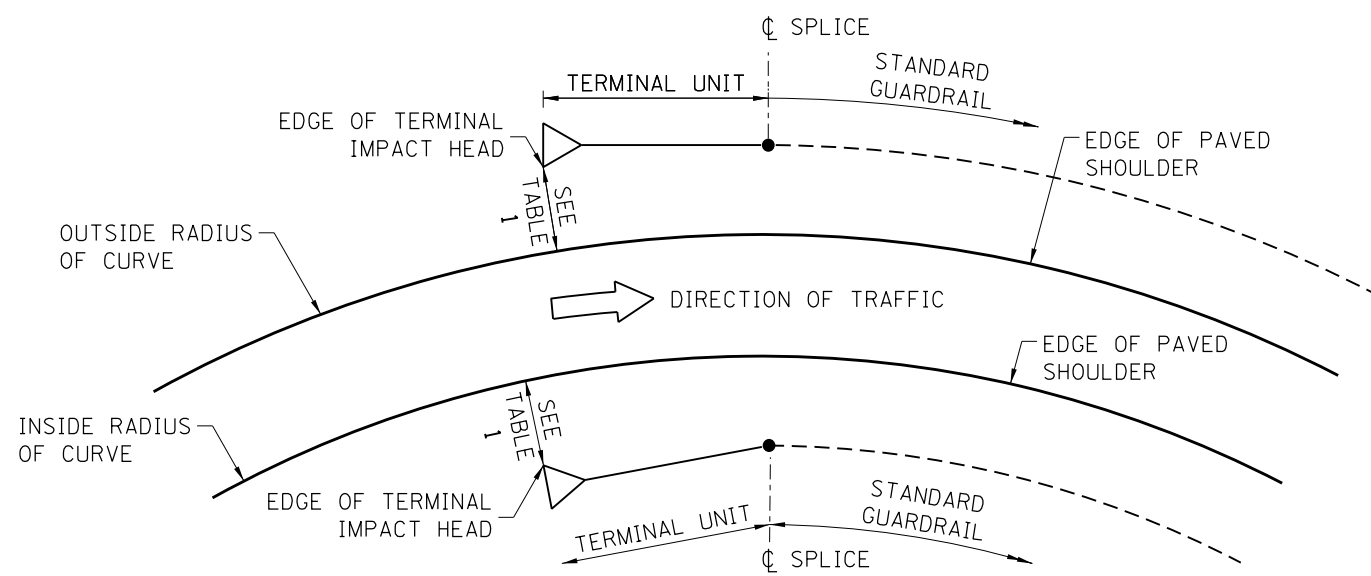 ℄ SPLICE
TERMINAL UNIT
STANDARD
GUARDRAIL
EDGE OF TERMINAL
IMPACT HEAD
EDGE OF PAVED
SHOULDER
SEE
TABLE
1
OUTSIDE RADIUS
OF CURVE
DIRECTION OF TRAFFIC
EDGE OF PAVED
SHOULDER
SEE
TABLE
1
INSIDE RADIUS
OF CURVE
EDGE OF TERMINAL
IMPACT HEAD
STANDARD
GUARDRAIL
TERMINAL UNIT
℄ SPLICE